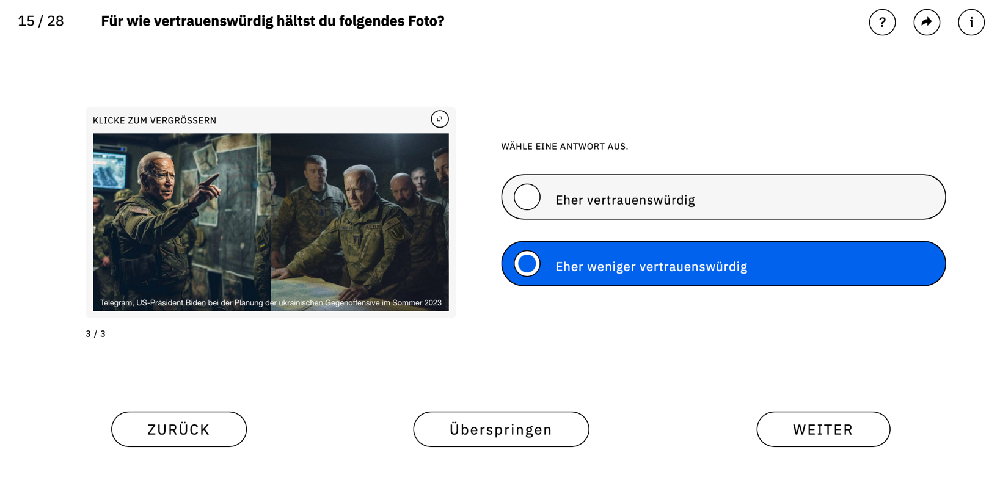 15 / 28
Für wie vertrauenswürdig hältst du folgendes Foto?
?
i
KLICKE ZUM VERGRÖSSERN
Telegram, US-Präsident Biden bei der Planung der ukrainischen Gegenoffensive im Sommer 2023
3 / 3
WÄHLE EINE ANTWORT AUS.
Eher vertrauenswürdig
Eher weniger vertrauenswürdig
ZURÜCK
Überspringen
WEITER